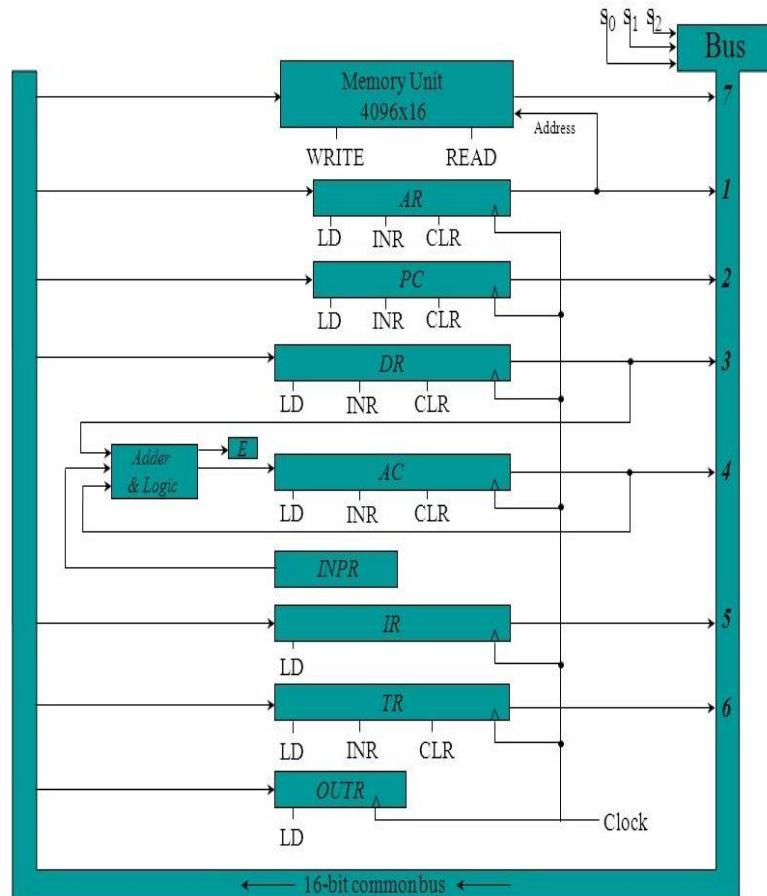 S0 S1 S2
Bus
Memory Unit
4096x16
7
Address
WRITE READ
AR
1
LD INR CLR
PC
2
LD INR CLR
DR
3
LD INR CLR
E
Adder
& Logic
AC
4
LD INR CLR
INPR
IR
5
LD
TR
6
LD INR CLR
OUTR
LD
Clock
16-bit common bus